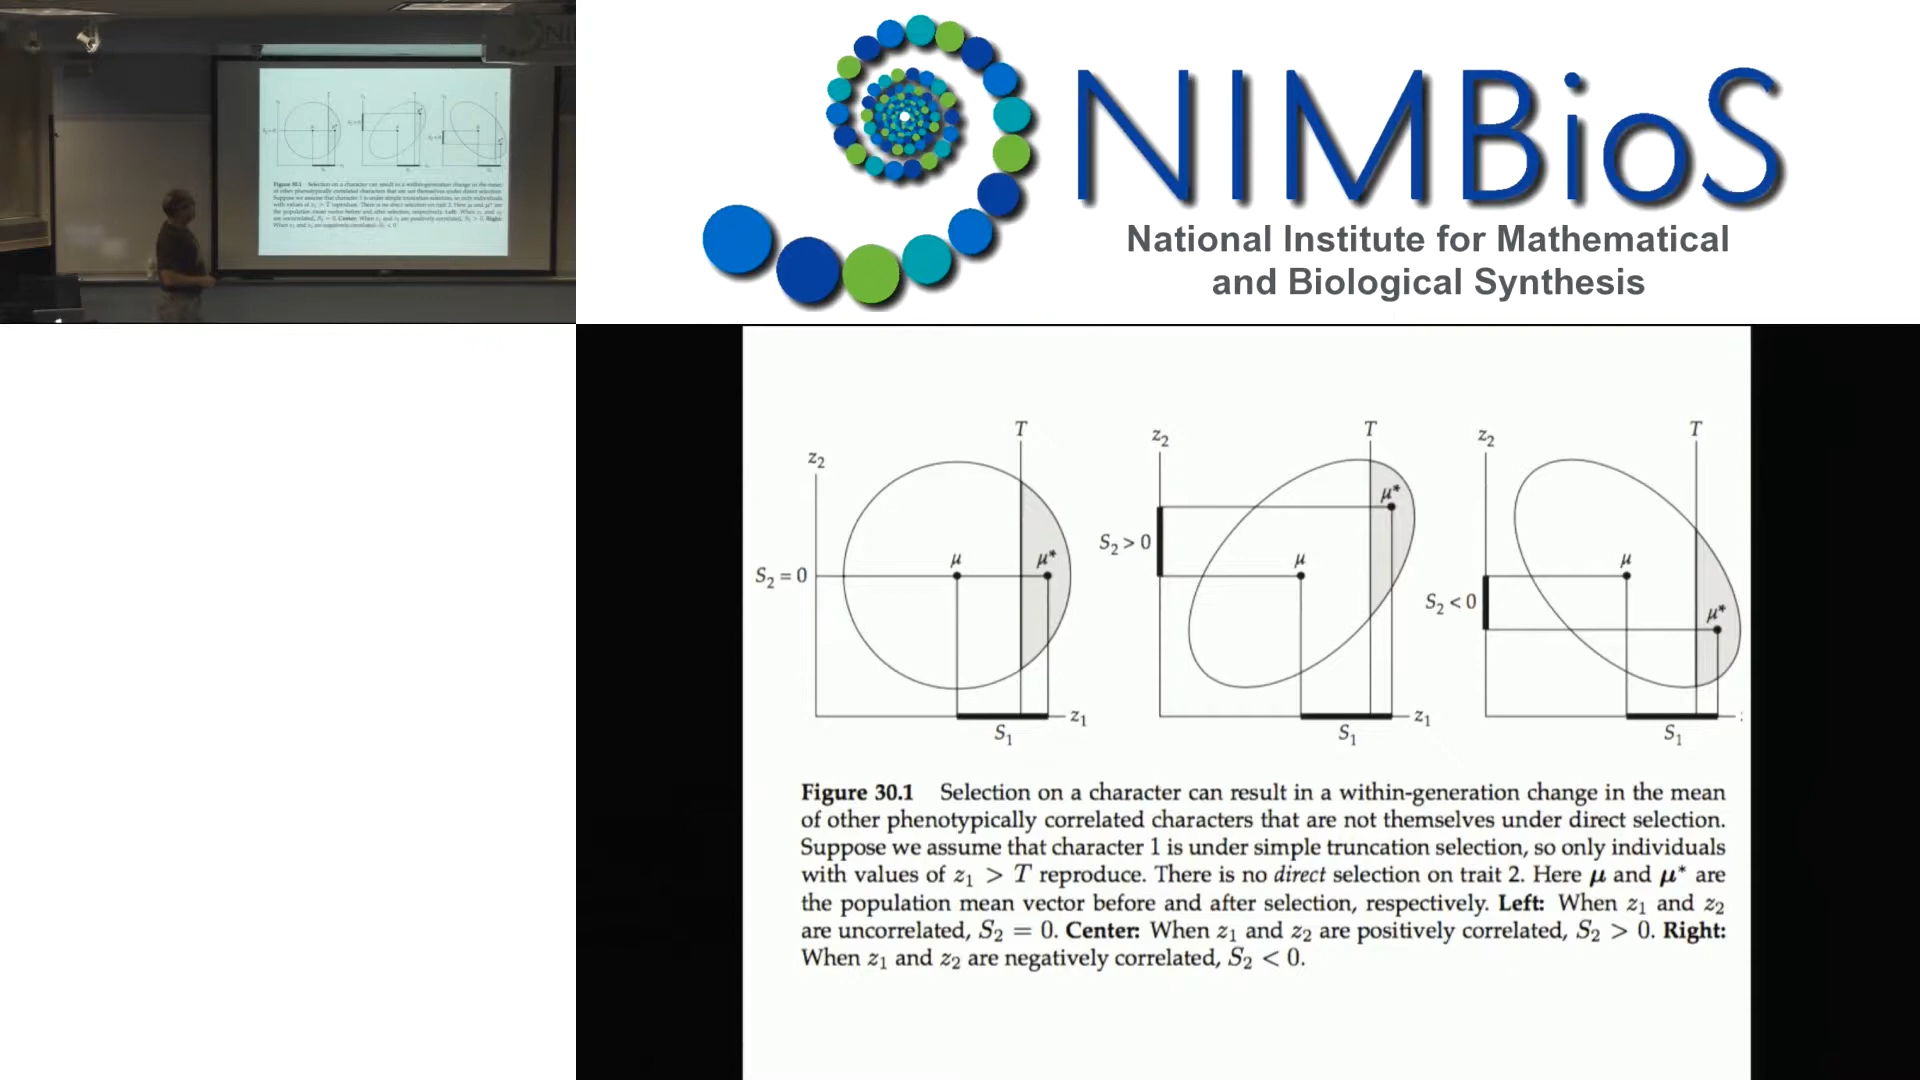 NIMBioS
National Institute for Mathematical
and Biological Synthesis
T
z₂
S₂ = 0
μ
μ*
z₁
S₁
T
z₂
S₂ > 0
μ*
μ
z₁
S₁
T
z₂
S₂ < 0
μ
μ*
S₁
Figure 30.1 Selection on a character can result in a within-generation change in the mean
of other phenotypically correlated characters that are not themselves under direct selection.
Suppose we assume that character 1 is under simple truncation selection, so only individuals
with values of z₁ > T reproduce. There is no direct selection on trait 2. Here μ and μ* are
the population mean vector before and after selection, respectively. Left: When z₁ and z₂
are uncorrelated, S₂ = 0. Center: When z₁ and z₂ are positively correlated, S₂ > 0. Right:
When z₁ and z₂ are negatively correlated, S₂ < 0.